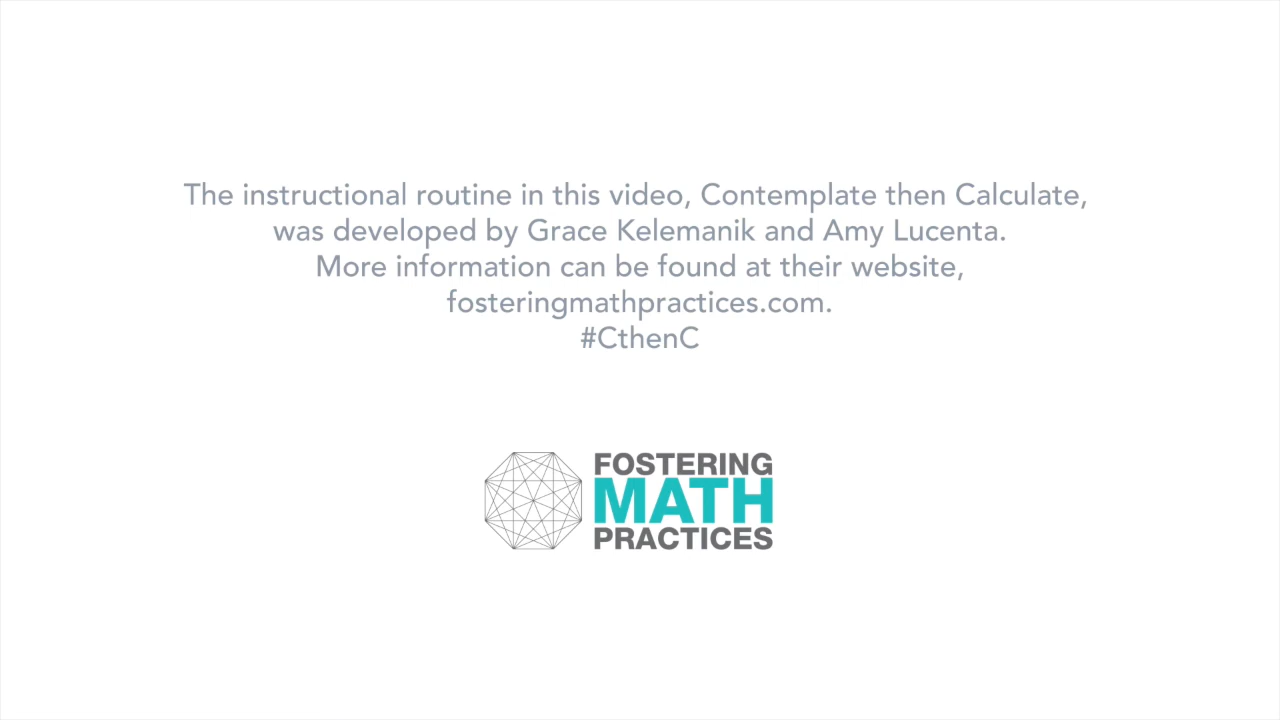 The instructional routine in this video, Contemplate then Calculate,
was developed by Grace Kelemanik and Amy Lucenta.
More information can be found at their website,
fosteringmathpractices.com.
#CthenC
FOSTERING
MATH
PRACTICES